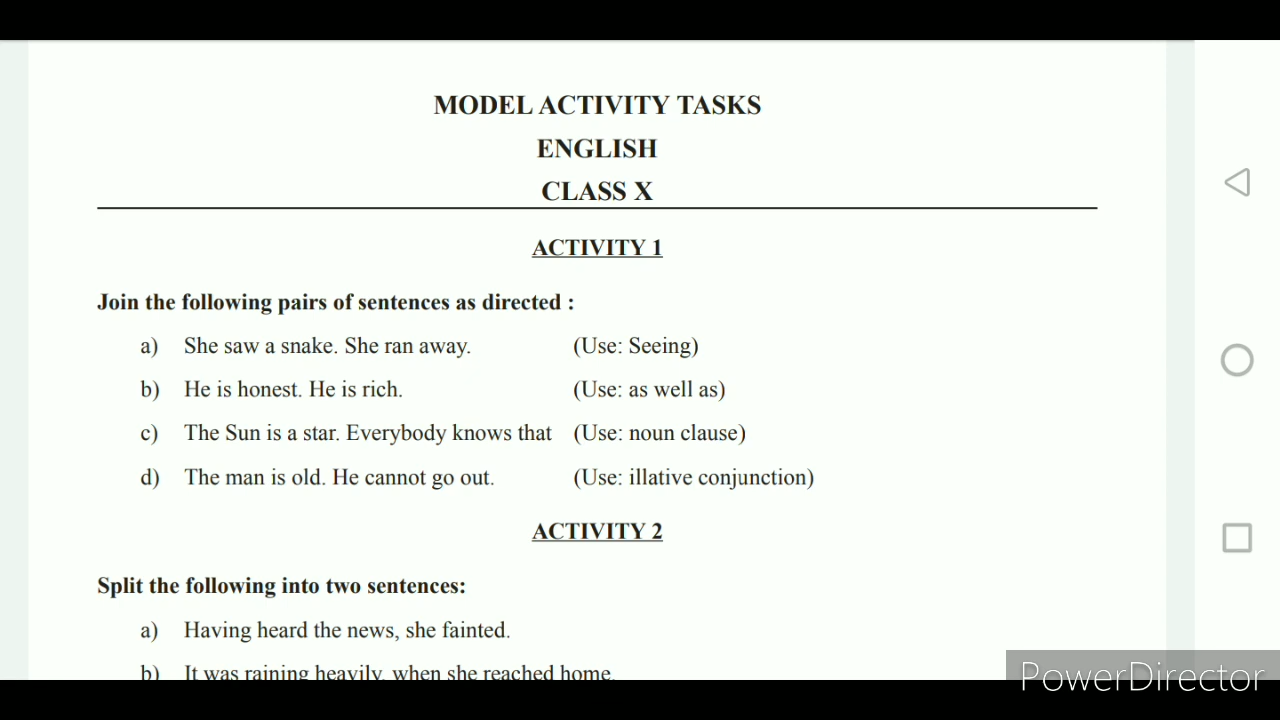 MODEL ACTIVITY TASKS
ENGLISH
CLASS X
ACTIVITY 1
Join the following pairs of sentences as directed :
a) She saw a snake. She ran away. (Use: Seeing)
b) He is honest. He is rich. (Use: as well as)
c) The Sun is a star. Everybody knows that (Use: noun clause)
d) The man is old. He cannot go out. (Use: illative conjunction)
ACTIVITY 2
Split the following into two sentences:
a) Having heard the news, she fainted.
b) It was raining heavily, when she reached home.
PowerDirector